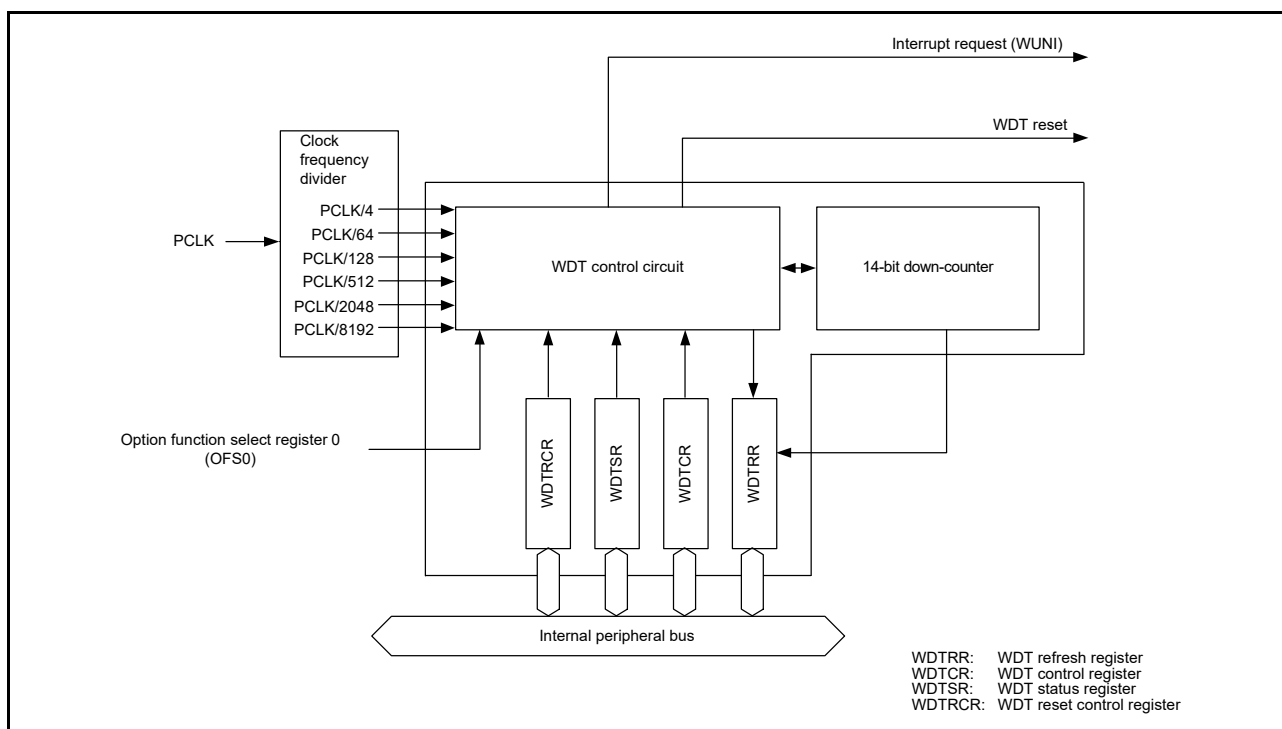 Interrupt request (WUNI)
WDT reset
Clock
frequency
divider
PCLK/4
PCLK/64
PCLK/128
PCLK/512
PCLK/2048
PCLK/8192
PCLK
WDT control circuit
14-bit down-counter
Option function select register 0
(OFS0)
WDTRCR
WDTSR
WDTCR
WDTRR
Internal peripheral bus
WDTRR: WDT refresh register
WDTCR: WDT control register
WDTSR: WDT status register
WDTRCR: WDT reset control register